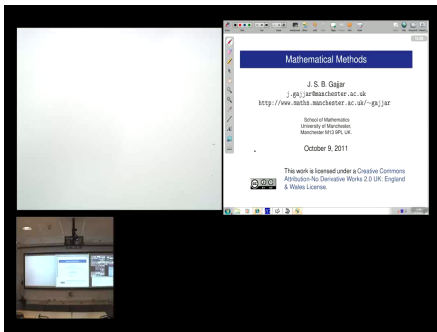 Mathematical Methods
J. S. B. Gajjar
j.gajjar@manchester.ac.uk
http://www.maths.manchester.ac.uk/~gajjar
School of Mathematics
University of Manchester,
Manchester M13 9PL UK.
October 9, 2011
This work is licensed under a Creative Commons
Attribution-No Derivative Works 2.0 UK: England
& Wales License.